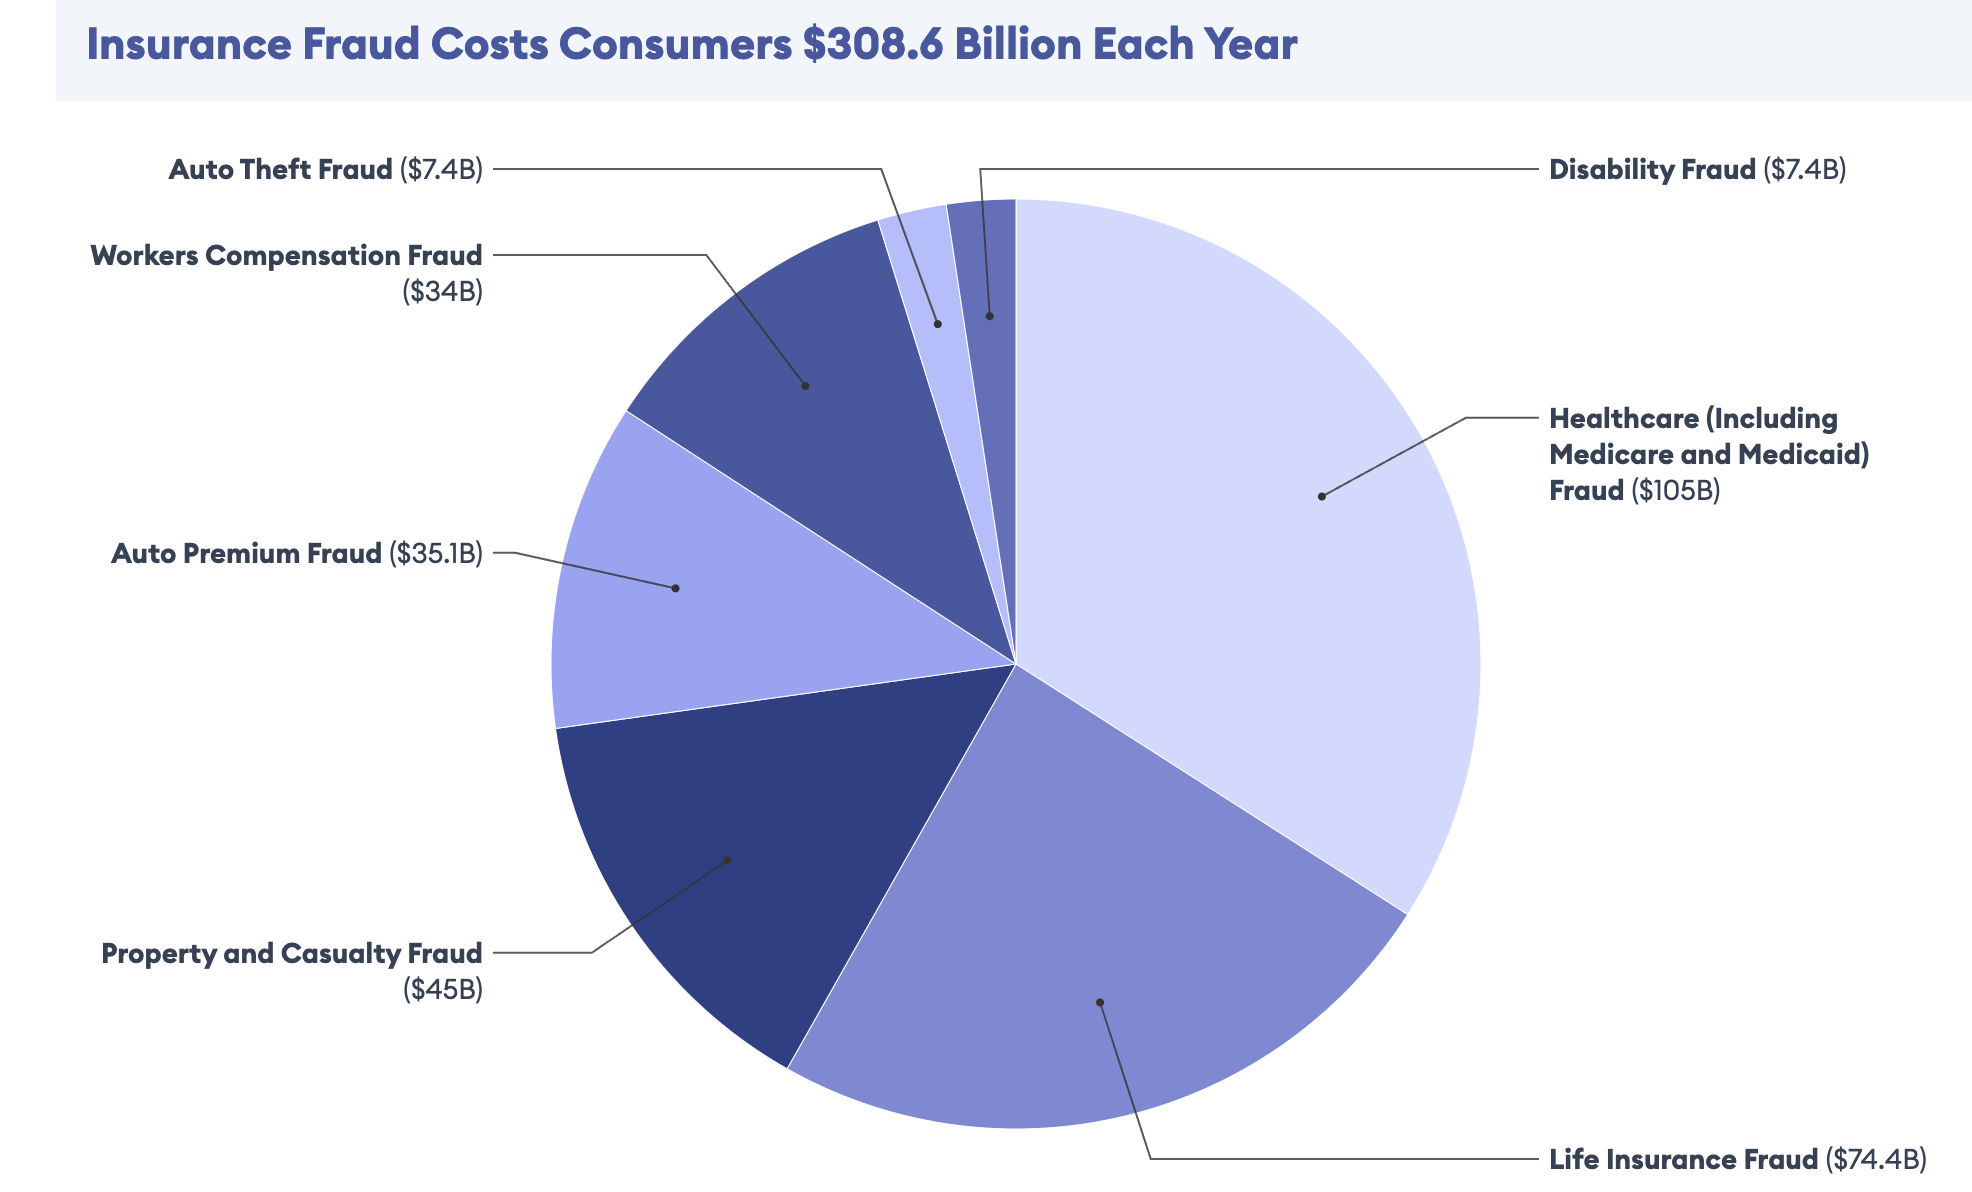 Insurance Fraud Costs Consumers $308.6 Billion Each Year
Auto Theft Fraud ($7.4B)
Disability Fraud ($7.4B)
Workers Compensation Fraud
($34B)
Healthcare (Including
Medicare and Medicaid)
Fraud ($105B)
Auto Premium Fraud ($35.1B)
Property and Casualty Fraud
($45B)
Life Insurance Fraud ($74.4B)